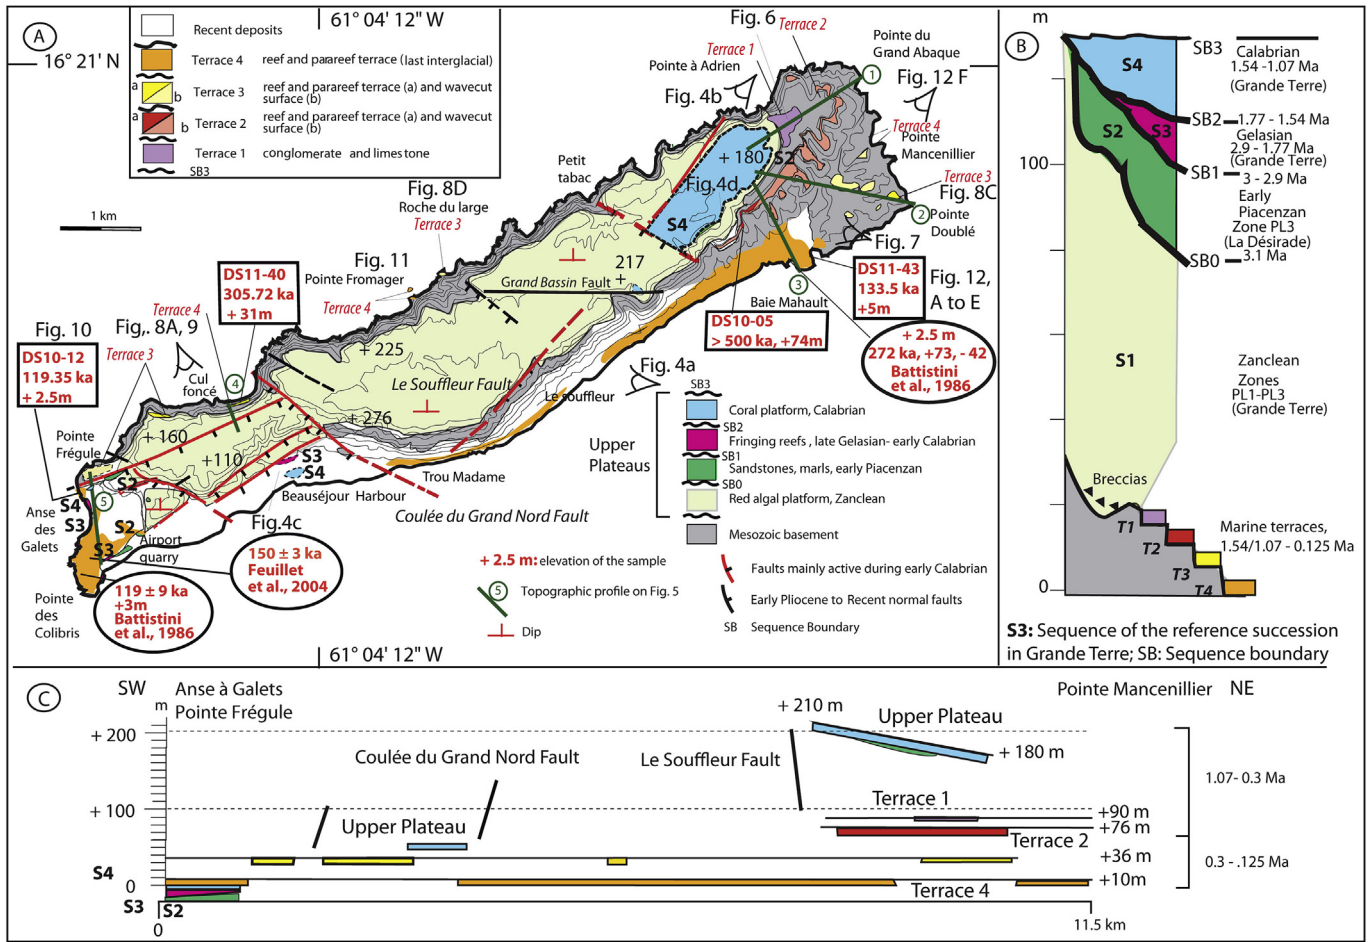 A
61° 04' 12" W
16° 21' N
Recent deposits
Terrace 4 reef and parareef terrace (last interglacial)
a
b
Terrace 3 reef and parareef terrace (a) and wavecut
surface (b)
a
b
Terrace 2 reef and parareef terrace (a) and wavecut
surface (b)
Terrace 1 conglomerate and limestone
SB3
1 km
Fig. 6
Terrace 2
Terrace 1
Pointe à Adrien
Fig. 4b
Pointe du
Grand Abaque
1
Fig. 12 F
Terrace 4
Pointe
Mancenillier
Terrace 3
Fig. 8C
2
Pointe
Doublé
Petit
tabac
+ 180
S2
Fig.4d
S4
Fig. 8D
Roche du large
Terrace 3
217
+
Fig. 7
Fig. 11
Pointe Fromager
Terrace 4
Grand Bassin Fault
3
Baie Mahault
DS11-43
133.5 ka
+5m
Fig. 12,
A to E
DS11-40
305.72 ka
+ 31m
DS10-05
> 500 ka, +74m
+ 2.5 m
272 ka, +73, - 42
Battistini
et al., 1986
Fig. 10
Fig,. 8A, 9
Terrace 4
Terrace 3
DS10-12
119.35 ka
+ 2.5m
Cul
foncé
4
+ 225
Le Souffleur Fault
Fig. 4a
Le souffleur
+ 276
Pointe
Frégule
+ 160
+110
S2
S3
S4
Trou Madame
Beauséjour Harbour
Coulée du Grand Nord Fault
Fig.4c
S4
5
S3
Anse
des
Galets
S2
S3
Airport
quarry
150 ± 3 ka
Feuillet
et al., 2004
119 ± 9 ka
+3m
Battistini
et al., 1986
Pointe
des
Colibris
61° 04' 12" W
Upper
Plateaus
SB3
Coral platform, Calabrian
SB2
Fringing reefs , late Gelasian- early Calabrian
SB1
Sandstones, marls, early Piacenzan
SB0
Red algal platform, Zanclean
Mesozoic basement
+ 2.5 m: elevation of the sample
5 Topographic profile on Fig. 5
Dip
Faults mainly active during early Calabrian
Early Pliocene to Recent normal faults
SB Sequence Boundary
B
m
100
0
S4
S2
S3
S1
Breccias
T1
T2
T3
T4
SB3
Calabrian
1.54 -1.07 Ma
(Grande Terre)
SB2
1.77 - 1.54 Ma
Gelasian
2.9 - 1.77 Ma
(Grande Terre)
SB1
3 - 2.9 Ma
Early
Piacenzan
Zone PL3
(La Désirade)
SB0
3.1 Ma
Zanclean
Zones
PL1-PL3
(Grande Terre)
Marine terraces,
1.54/1.07 - 0.125 Ma
S3: Sequence of the reference succession
in Grande Terre; SB: Sequence boundary
C
SW
Anse à Galets
Pointe Frégule
Pointe Mancenillier NE
m
+ 200
+ 100
0
S4
S3
S2
0
Coulée du Grand Nord Fault
Upper Plateau
Le Souffleur Fault
+ 210 m
Upper Plateau
+ 180 m
Terrace 1
+90 m
+76 m
Terrace 2
+36 m
+10m
Terrace 4
1.07- 0.3 Ma
0.3 - .125 Ma
11.5 km